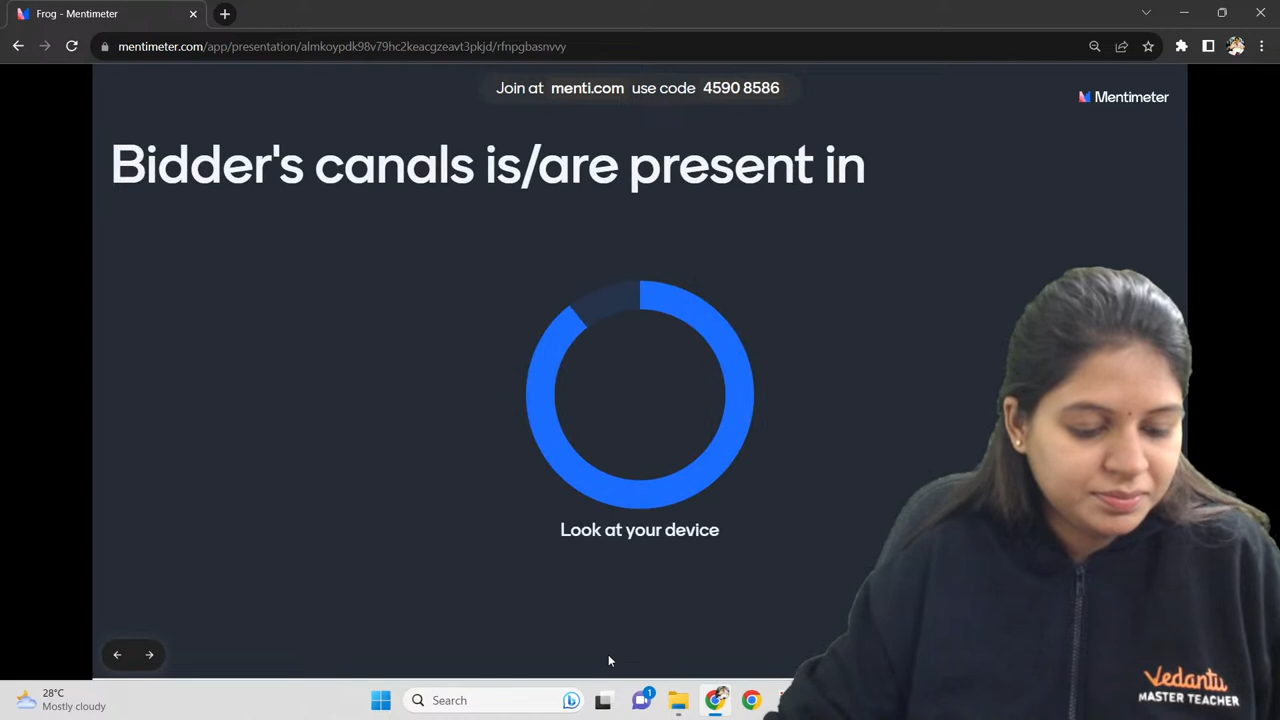 Frog - Mentimeter
mentimeter.com/app/presentation/almkoypdk98v79hc2keacgzeavt3pkjd/rfnpgbasnvvy
Join at menti.com use code 4590 8586
Mentimeter
Bidder's canals is/are present in
Look at your device
Vedantu
MASTER TEACHER
28°C
Mostly cloudy
Search
1